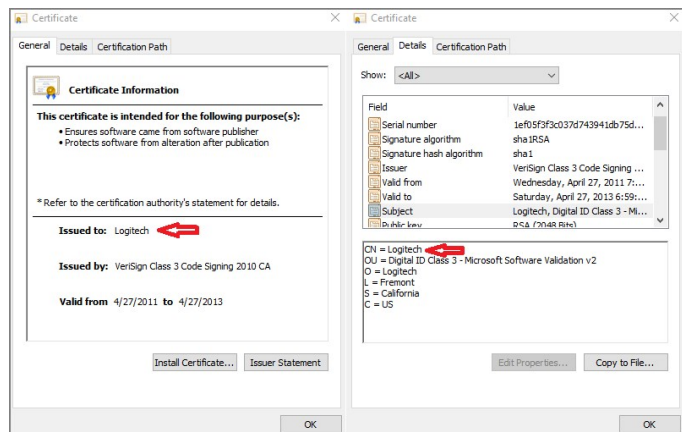 Certificate
General Details Certification Path
Certificate Information
This certificate is intended for the following purpose(s):
• Ensures software came from software publisher
• Protects software from alteration after publication
* Refer to the certification authority's statement for details.
Issued to: Logitech
Issued by: VeriSign Class 3 Code Signing 2010 CA
Valid from 4/27/2011 to 4/27/2013
Install Certificate... Issuer Statement
OK
Certificate
General Details Certification Path
Show: <All>
Field Value
Serial number 1ef05f3f3c037d743941db75d...
Signature algorithm sha1RSA
Signature hash algorithm sha1
Issuer VeriSign Class 3 Code Signing ...
Valid from Wednesday, April 27, 2011 7:...
Valid to Saturday, April 27, 2013 6:59:...
Subject Logitech, Digital ID Class 3 - Mi...
Public key RSA (2048 Bits)
CN = Logitech
OU = Digital ID Class 3 - Microsoft Software Validation v2
O = Logitech
L = Fremont
S = California
C = US
Edit Properties... Copy to File...
OK